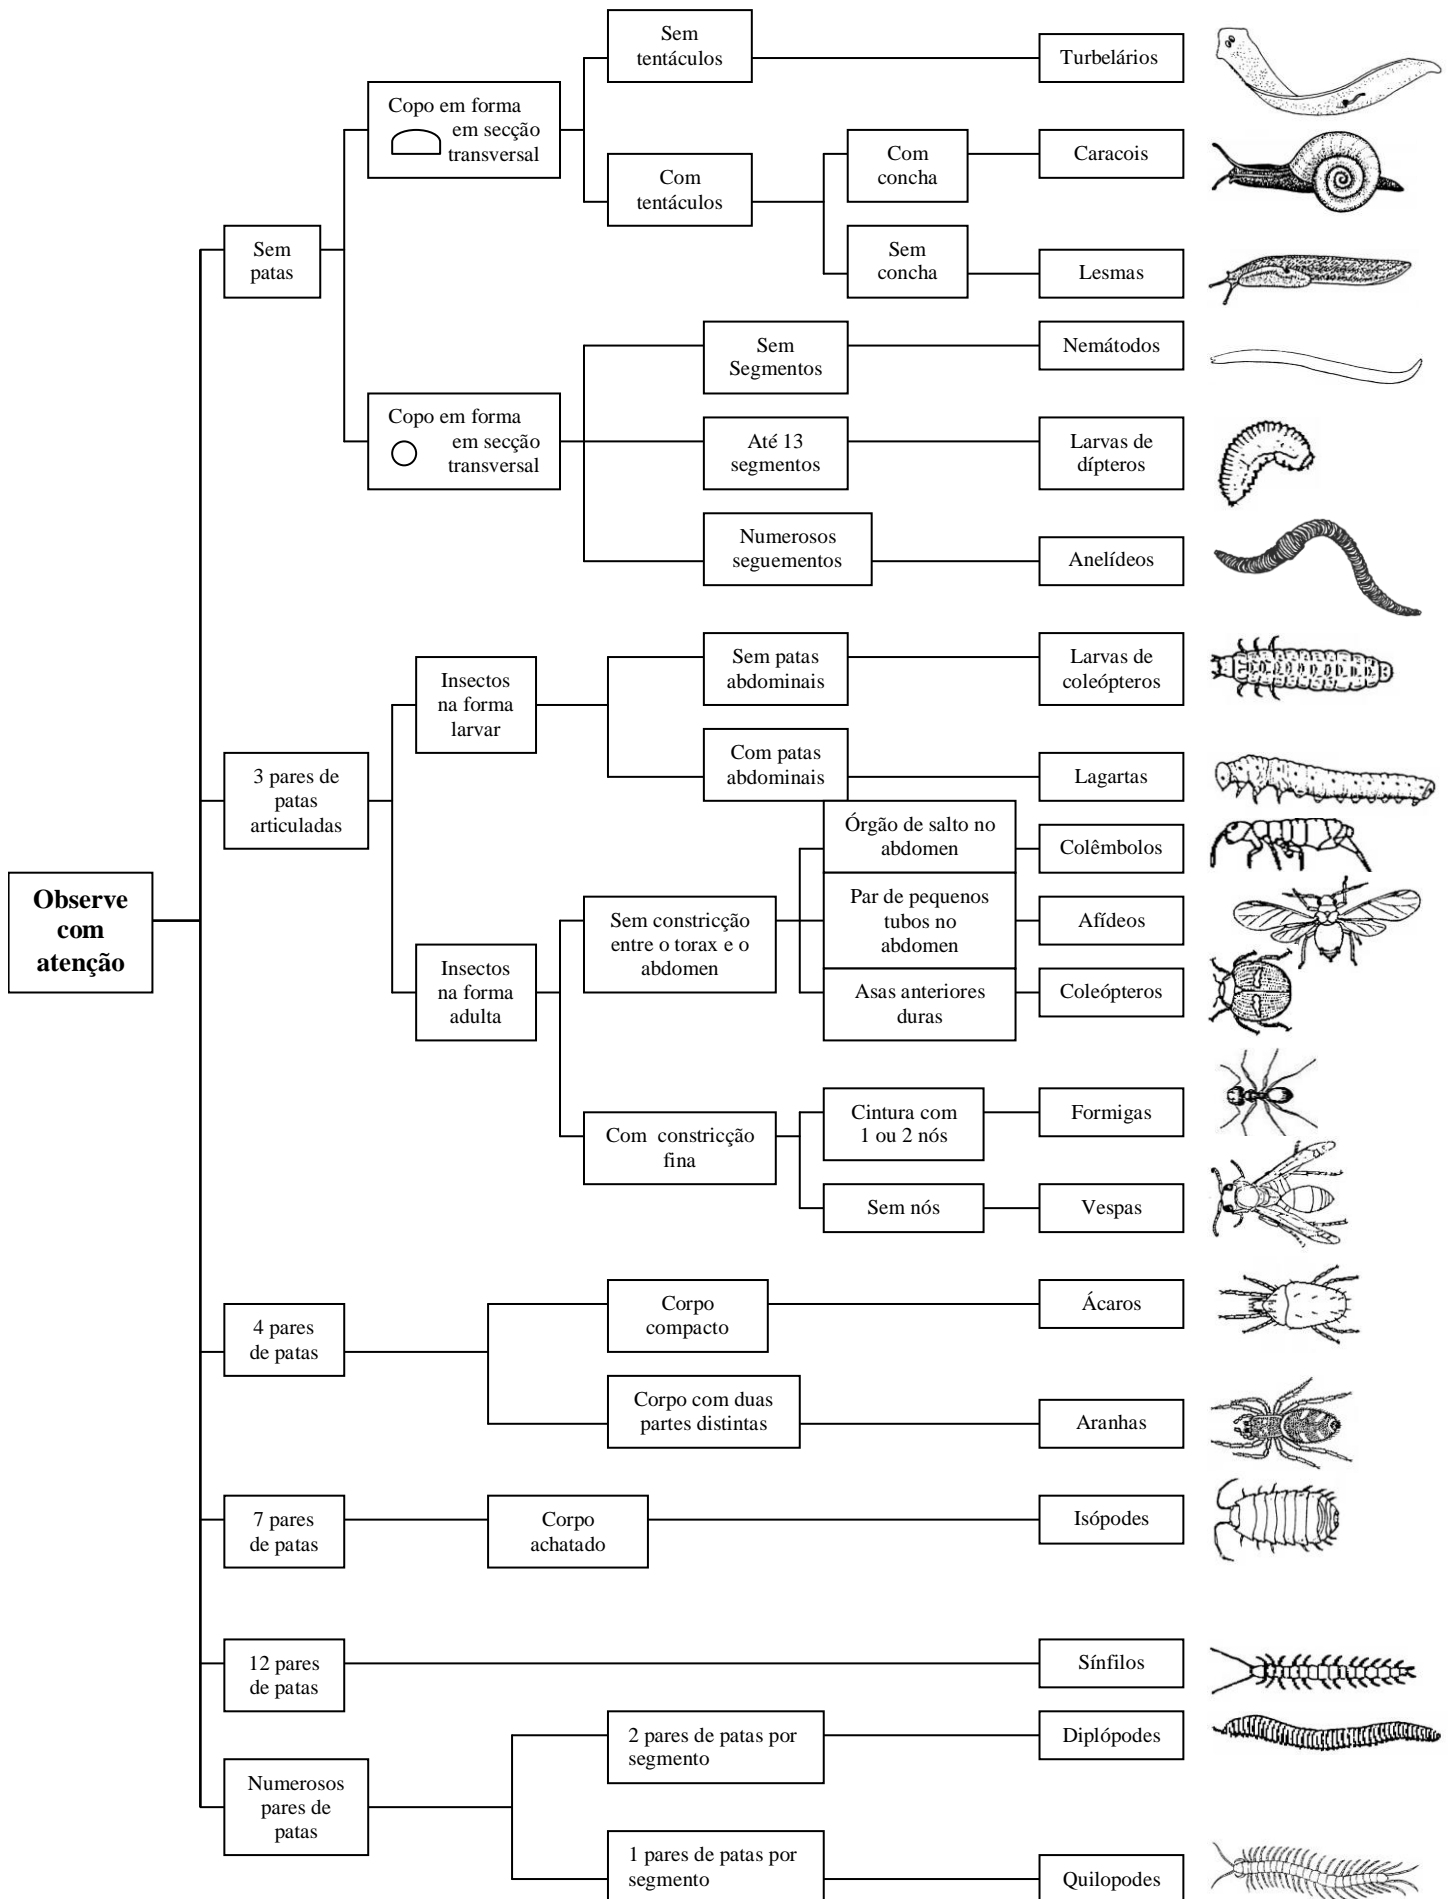 Sem
tentáculos
Turbelários
Copo em forma
em secção
transversal
Com
tentáculos
Com
concha
Caracois
Sem
patas
Sem
concha
Lesmas
Sem
Segmentos
Nemátodos
Copo em forma
em secção
transversal
Até 13
segmentos
Larvas de
dípteros
Numerosos
seguementos
Anelídeos
Insectos
na forma
larvar
Sem patas
abdominais
Larvas de
coleópteros
3 pares de
patas
articuladas
Com patas
abdominais
Lagartas
Órgão de salto no
abdomen
Colêmbolos
Observe
com
atenção
Insectos
na forma
adulta
Sem constricção
entre o torax e o
abdomen
Par de pequenos
tubos no
abdomen
Afídeos
Asas anteriores
duras
Coleópteros
Com constricção
fina
Cintura com
1 ou 2 nós
Formigas
Sem nós
Vespas
4 pares
de patas
Corpo
compacto
Ácaros
Corpo com duas
partes distintas
Aranhas
7 pares
de patas
Corpo
achatado
Isópodes
12 pares
de patas
Sínfilos
Numerosos
pares de
patas
2 pares de patas por
segmento
Diplópodes
1 pares de patas por
segmento
Quilopodes